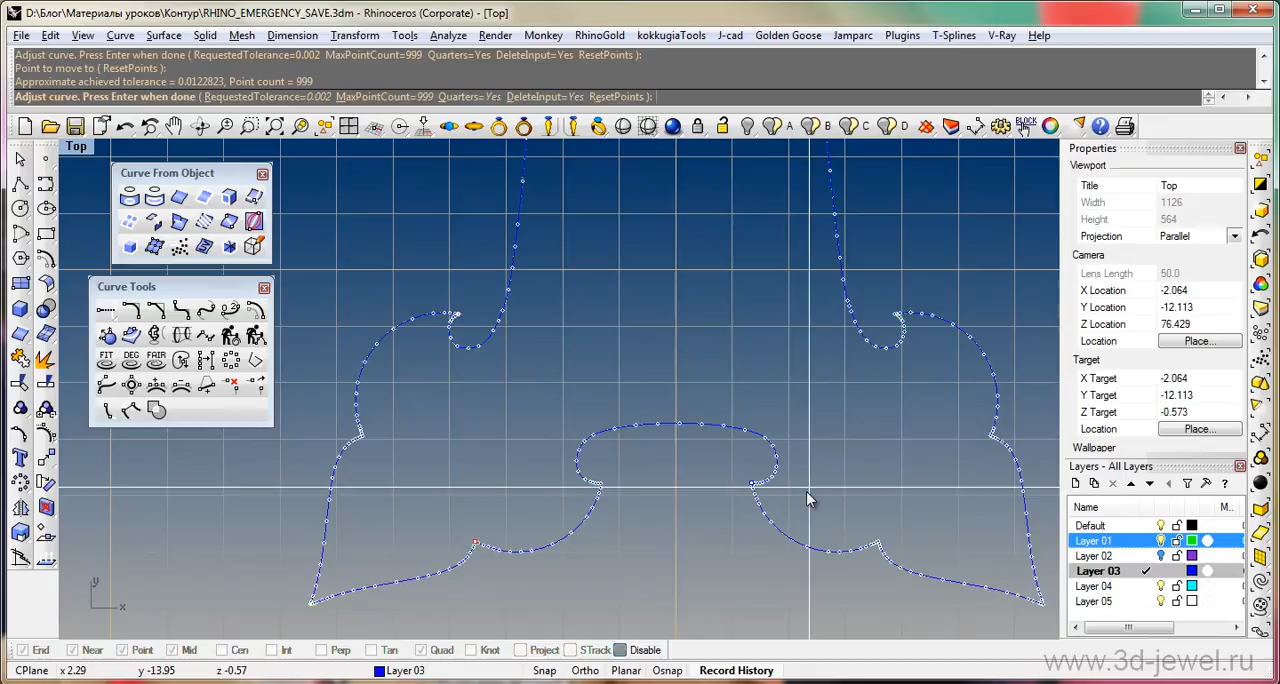 D:\Блог\Материалы уроков\Контур\RHINO_EMERGENCY_SAVE.3dm - Rhinoceros (Corporate) - [Top]
File Edit View Curve Surface Solid Mesh Dimension Transform Tools Analyze Render Monkey RhinoGold kokkugiaTools J-cad Golden Goose Jamparc Plugins T-Splines V-Ray Help
Adjust curve. Press Enter when done ( RequestedTolerance=0.002 MaxPointCount=999 Quarters=Yes DeleteInput=Yes ResetPoints ):
Point to move to ( ResetPoints ):
Approximate achieved tolerance = 0.0122823, Point count = 999
Adjust curve. Press Enter when done ( RequestedTolerance=0.002 MaxPointCount=999 Quarters=Yes DeleteInput=Yes ResetPoints ):
A B C D BLOCK
Top
Curve From Object
Curve Tools
FIT DEG FAIR
y
x
Properties
Viewport
Title Top
Width 1126
Height 564
Projection Parallel
Camera
Lens Length 50.0
X Location -2.064
Y Location -12.113
Z Location 76.429
Location Place...
Target
X Target -2.064
Y Target -12.113
Z Target -0.573
Location Place...
Wallpaper
Layers - All Layers
Name M...
Default
Layer 01
Layer 02
Layer 03
Layer 04
Layer 05
End Near Point Mid Cen Int Perp Tan Quad Knot Project STrack Disable
CPlane x 2.29 y -13.95 z -0.57 Layer 03 Snap Ortho Planar Osnap Record History
www.3d-jewel.ru